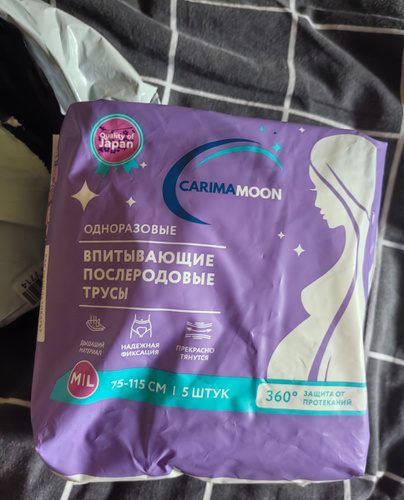 Quality of
Japan
CARIMAMOON
ОДНОРАЗОВЫЕ
ВПИТЫВАЮЩИЕ
ПОСЛЕРОДОВЫЕ
ТРУСЫ
ДЫШАЩИЙ
МАТЕРИАЛ
НАДЕЖНАЯ
ФИКСАЦИЯ
ПРЕКРАСНО
ТЯНУТСЯ
M|L
75-115 СМ | 5 ШТУК
360° ЗАЩИТА ОТ
ПРОТЕКАНИЙ